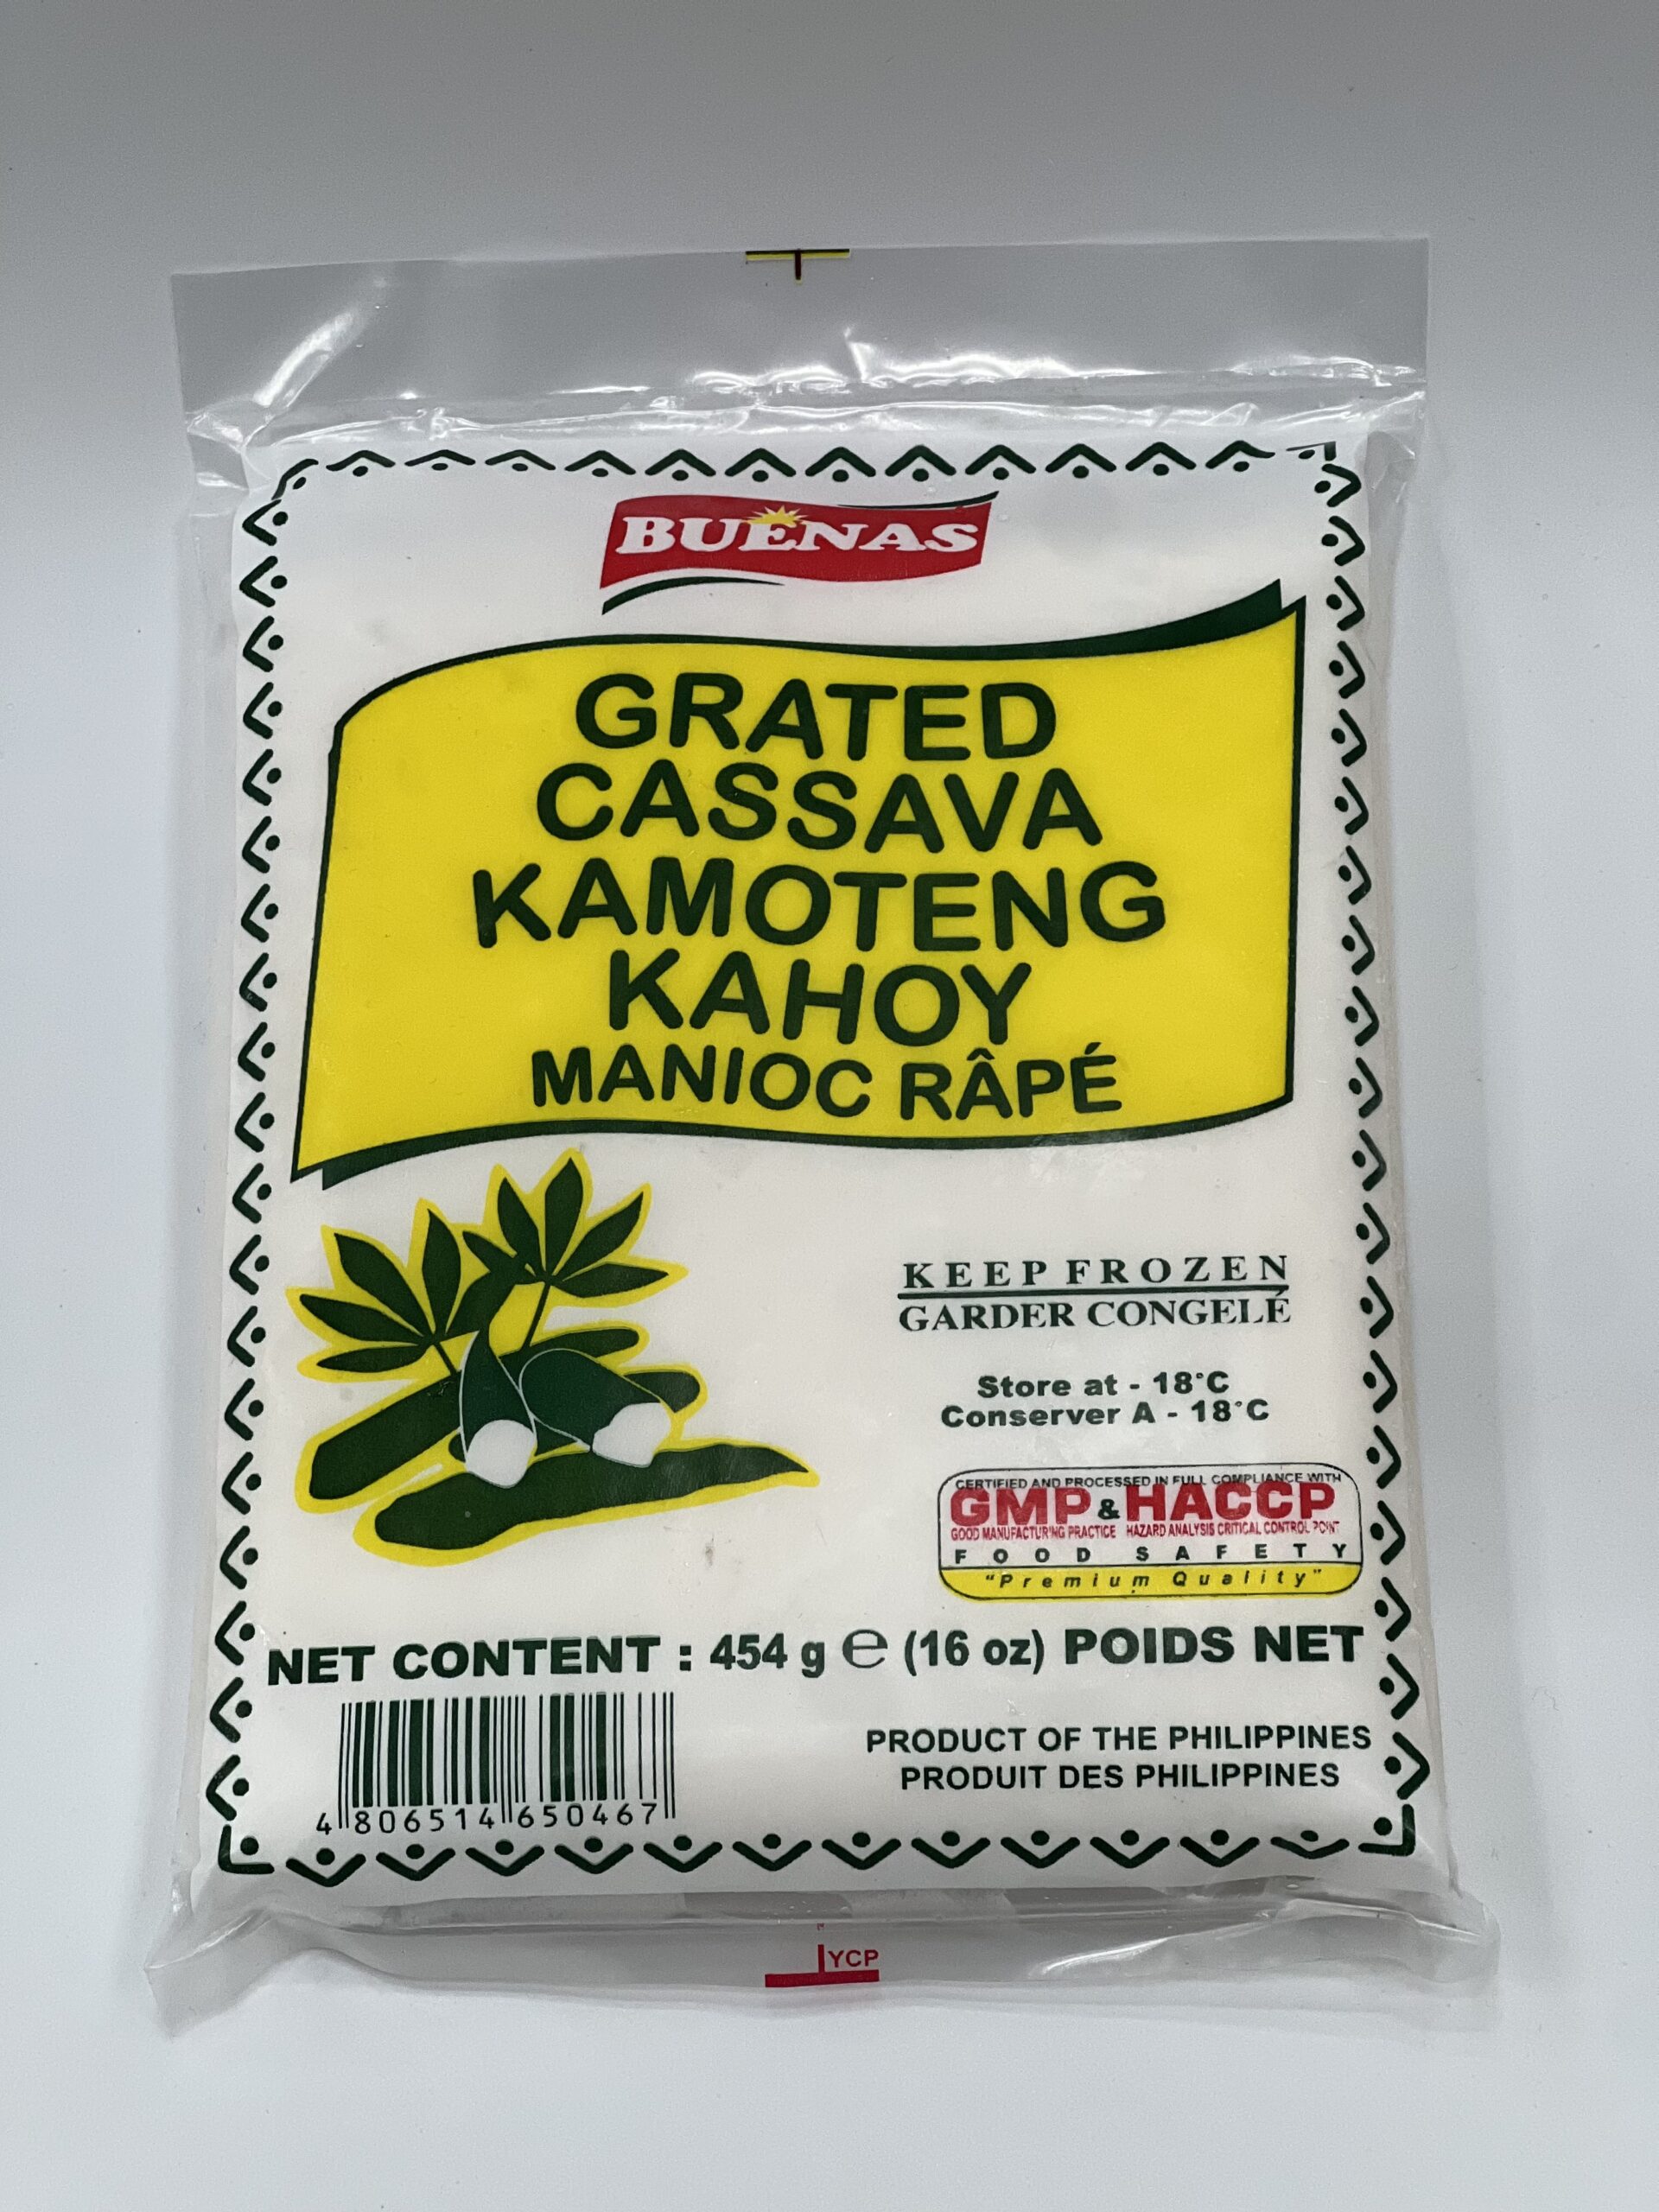 BUENAS
GRATED
CASSAVA
KAMOTENG
KAHOY
MANIOC RÂPÉ
KEEP FROZEN
GARDER CONGELÉ
Store at - 18°C
Conserver A - 18°C
CERTIFIED AND PROCESSED IN FULL COMPLIANCE WITH
GMP & HACCP
GOOD MANUFACTURING PRACTICE HAZARD ANALYSIS CRITICAL CONTROL POINT
FOOD SAFETY
"Premium Quality"
NET CONTENT : 454 g ℮ (16 oz) POIDS NET
4 806514 650467
PRODUCT OF THE PHILIPPINES
PRODUIT DES PHILIPPINES
YCP